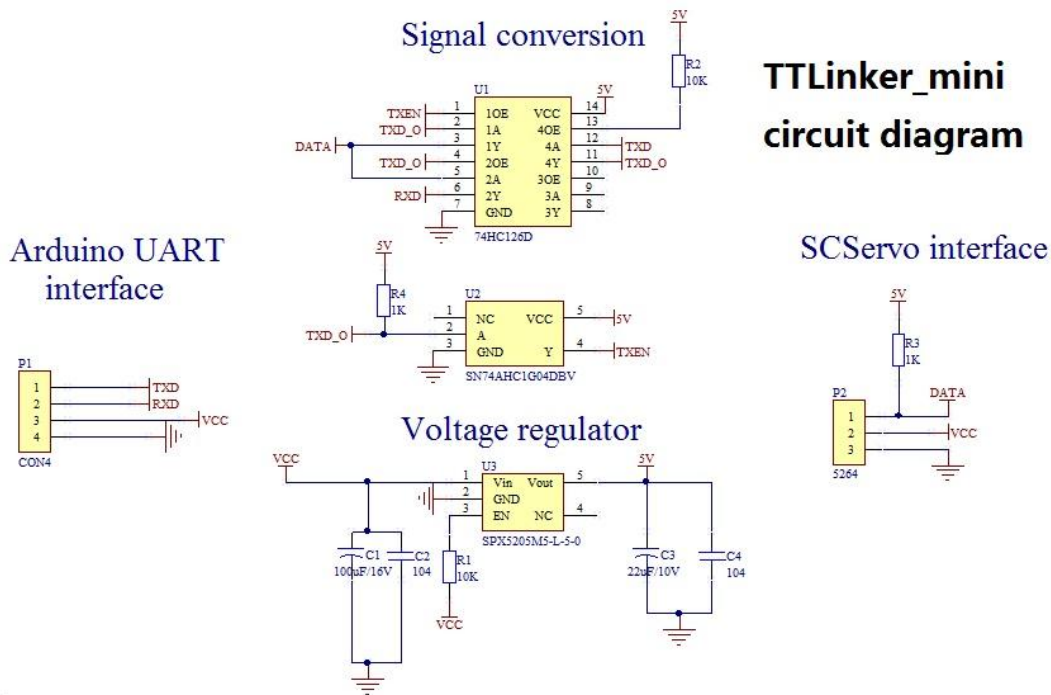 Signal conversion
TTLinker_mini
circuit diagram
5V
R2
10K
U1
5V
TXEN 1 1OE VCC 14
TXD_O 2 1A 4OE 13
DATA 3 1Y 4A 12 TXD
TXD_O 4 2OE 4Y 11 TXD_O
5 2A 3OE 10
RXD 6 2Y 3A 9
7 GND 3Y 8
74HC126D
Arduino UART
interface
SCServo interface
5V
R4
1K
U2
1 NC VCC 5 5V
TXD_O 2 A
3 GND Y 4 TXEN
SN74AHC1G04DBV
P1
1 TXD
2 RXD
3 VCC
4
CON4
5V
R3
1K
P2
DATA
1
2 VCC
3
5264
Voltage regulator
VCC
U3
5V
1 Vin Vout 5
2 GND
3 EN NC 4
SPX5205M5-L-5-0
C1
100uF/16V
C2
104
R1
10K
VCC
C3
22uF/10V
C4
104